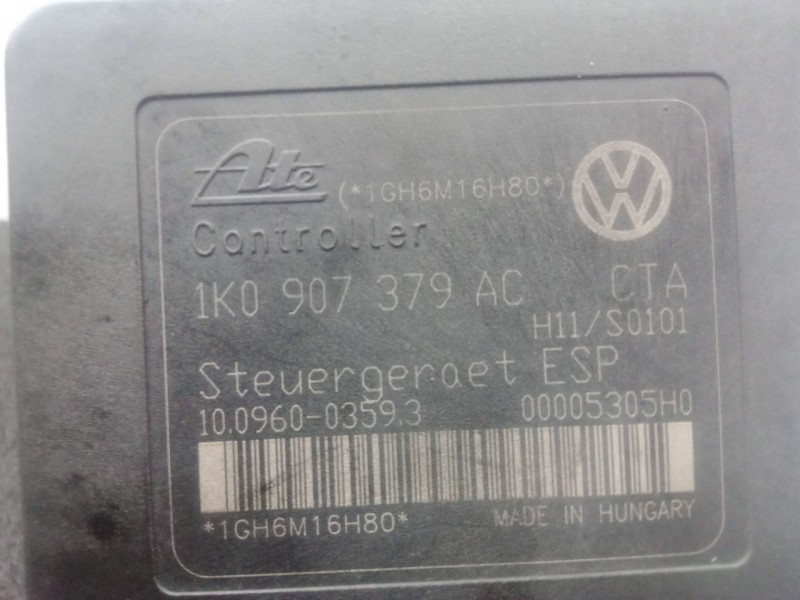 Ate (*1GH6M16H80*)
Controller
1K0 907 379 AC CTA
H11/S0101
Steuergeraet ESP
10.0960-0359.3 00005305H0
*1GH6M16H80* MADE IN HUNGARY